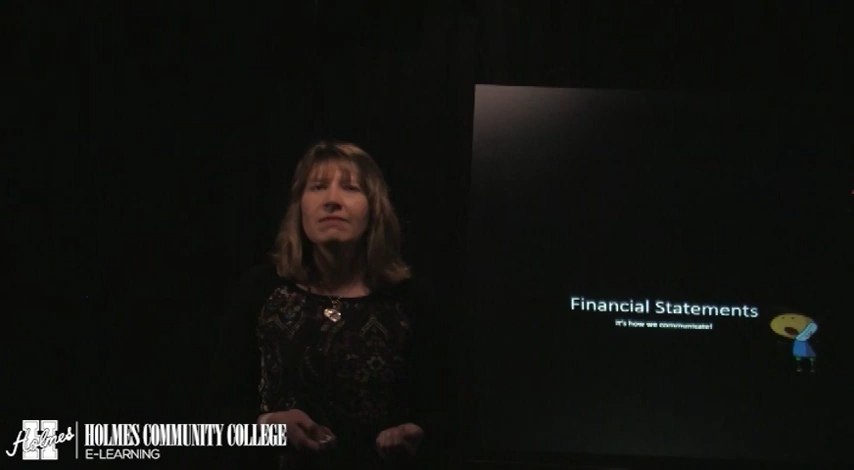 Financial Statements
it's how we communicate!
Holmes
H
HOLMES COMMUNITY COLLEGE
E-LEARNING